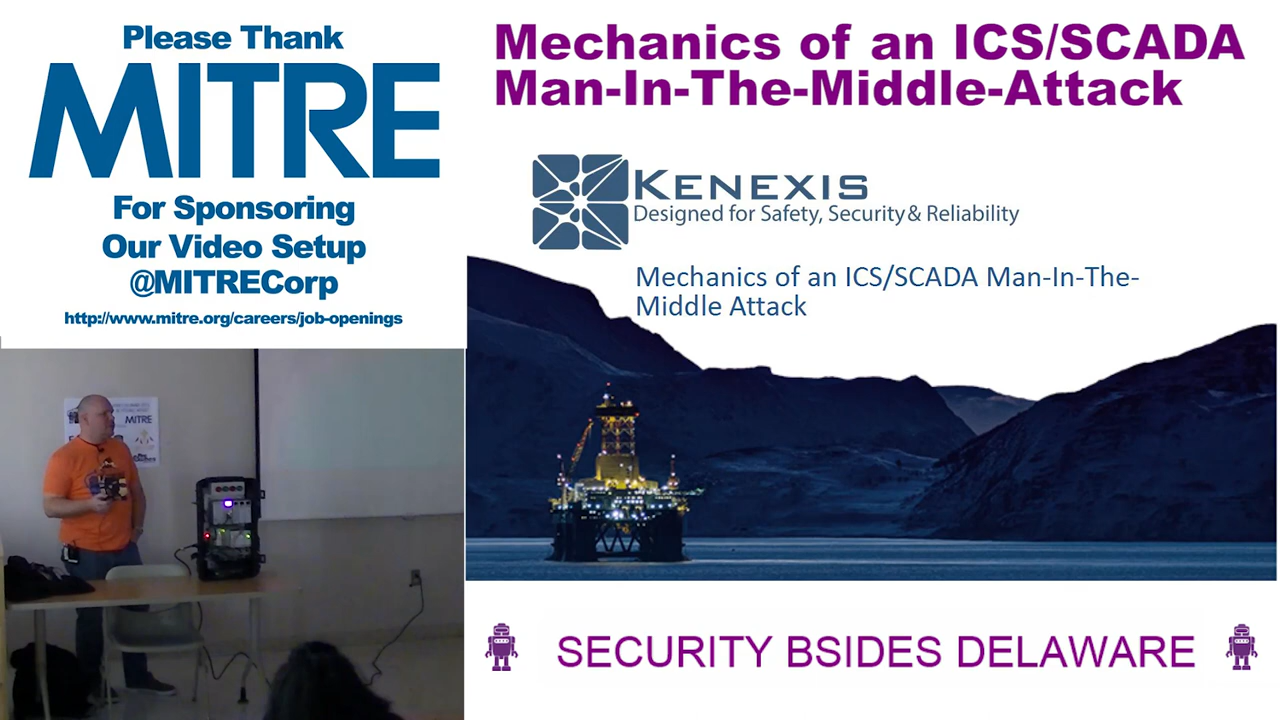 Please Thank
MITRE
For Sponsoring
Our Video Setup
@MITRECorp
http://www.mitre.org/careers/job-openings
Mechanics of an ICS/SCADA
Man-In-The-Middle-Attack
KENEXIS
Designed for Safety, Security & Reliability
Mechanics of an ICS/SCADA Man-In-The-
Middle Attack
MITRE
SECURITY BSIDES DELAWARE